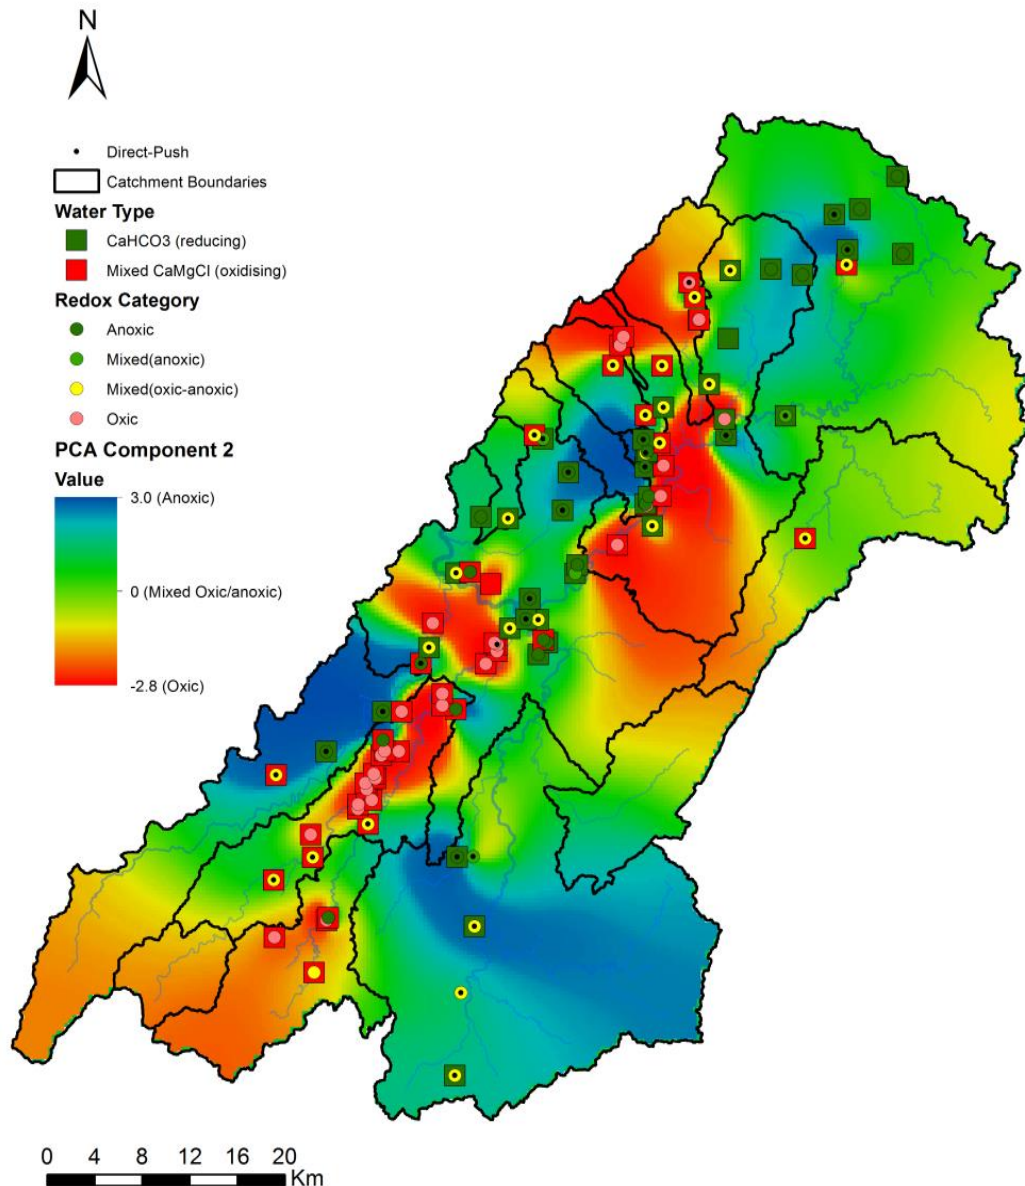 N
Direct-Push
Catchment Boundaries
Water Type
CaHCO3 (reducing)
Mixed CaMgCl (oxidising)
Redox Category
Anoxic
Mixed(anoxic)
Mixed(oxic-anoxic)
Oxic
PCA Component 2
Value
3.0 (Anoxic)
0 (Mixed Oxic/anoxic)
-2.8 (Oxic)
0 4 8 12 16 20
Km